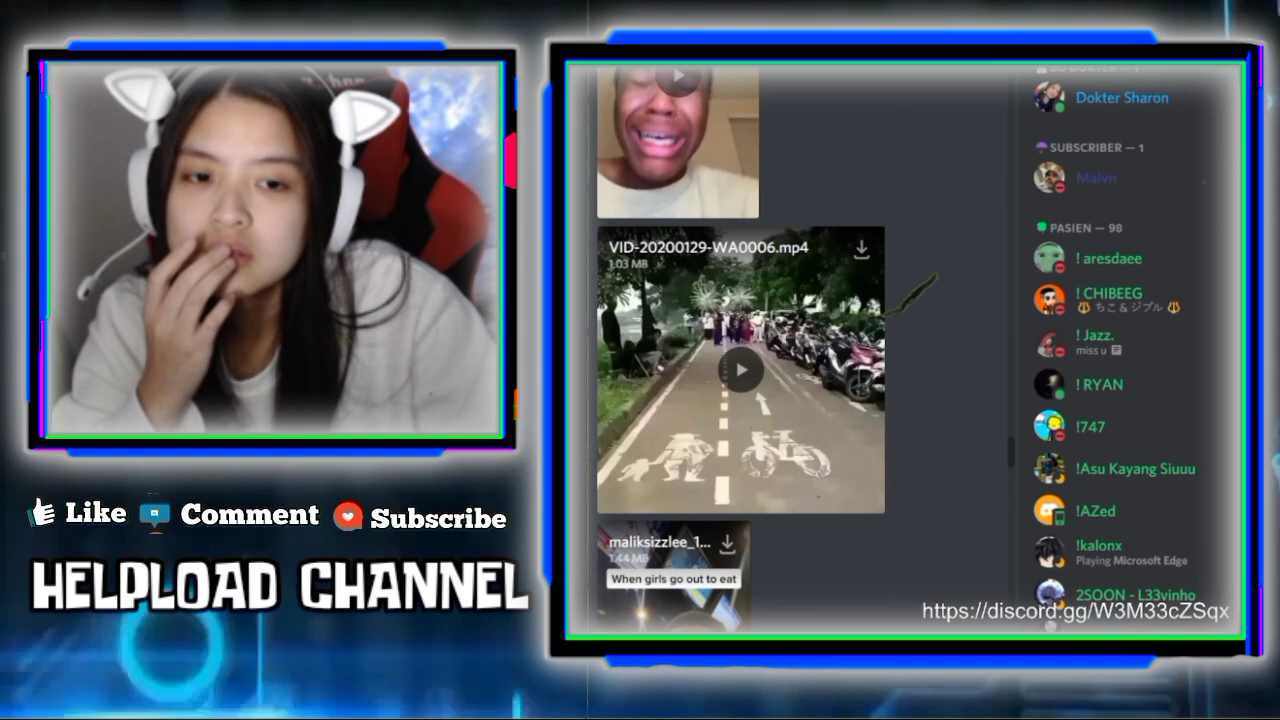 Like Comment Subscribe
HELPLOAD CHANNEL
VID-20200129-WA0006.mp4
1.03 MB
maliksizzlee_1...
1.44 MB
When girls go out to eat
Dokter Sharon
SUBSCRIBER — 1
Malvn
PASIEN — 98
! aresdaee
! CHIBEEG
ちこ & ジブル
! Jazz.
miss u
! RYAN
!747
!Asu Kayang Siuuu
!AZed
!kalonx
Playing Microsoft Edge
2SOON - L33vinho
https://discord.gg/W3M33cZSqx